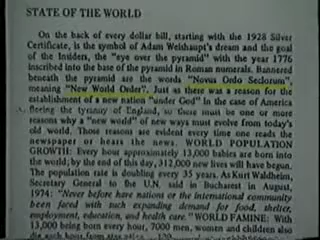 STATE OF THE WORLD
On the back of every dollar bill, starting with the 1928 Silver
Certificate, is the symbol of Adam Weishaupt's dream and the goal
of the Insiders, the "eye over the pyramid" with the year 1776
inscribed into the base of the pyramid in Roman numerals. Bannered
beneath the pyramid are the words "Novus Ordo Seclorum",
meaning "New World Order". Just as there was a reason for the
establishment of a new nation "under God" in the case of America
fleeing the tyranny of England, so there must be one or more
reasons why a "new world" of new ways must evolve from today's
old world. Those reasons are evident every time one reads the
newspaper or hears the news. WORLD POPULATION
GROWTH: Every hour approximately 13,000 babies are born into
the world; by the end of this day, 312,000 new lives will have begun.
The population rate is doubling every 35 years. As Kurt Waldheim,
Secretary General to the U.N. said in Bucharest in August,
1974: "Never before have nations or the international community
been faced with such expanding demand for food, shelter,
employment, education, and health care." WORLD FAMINE: With
13,000 being born every hour, 7000 men, women and children also
die each hour from